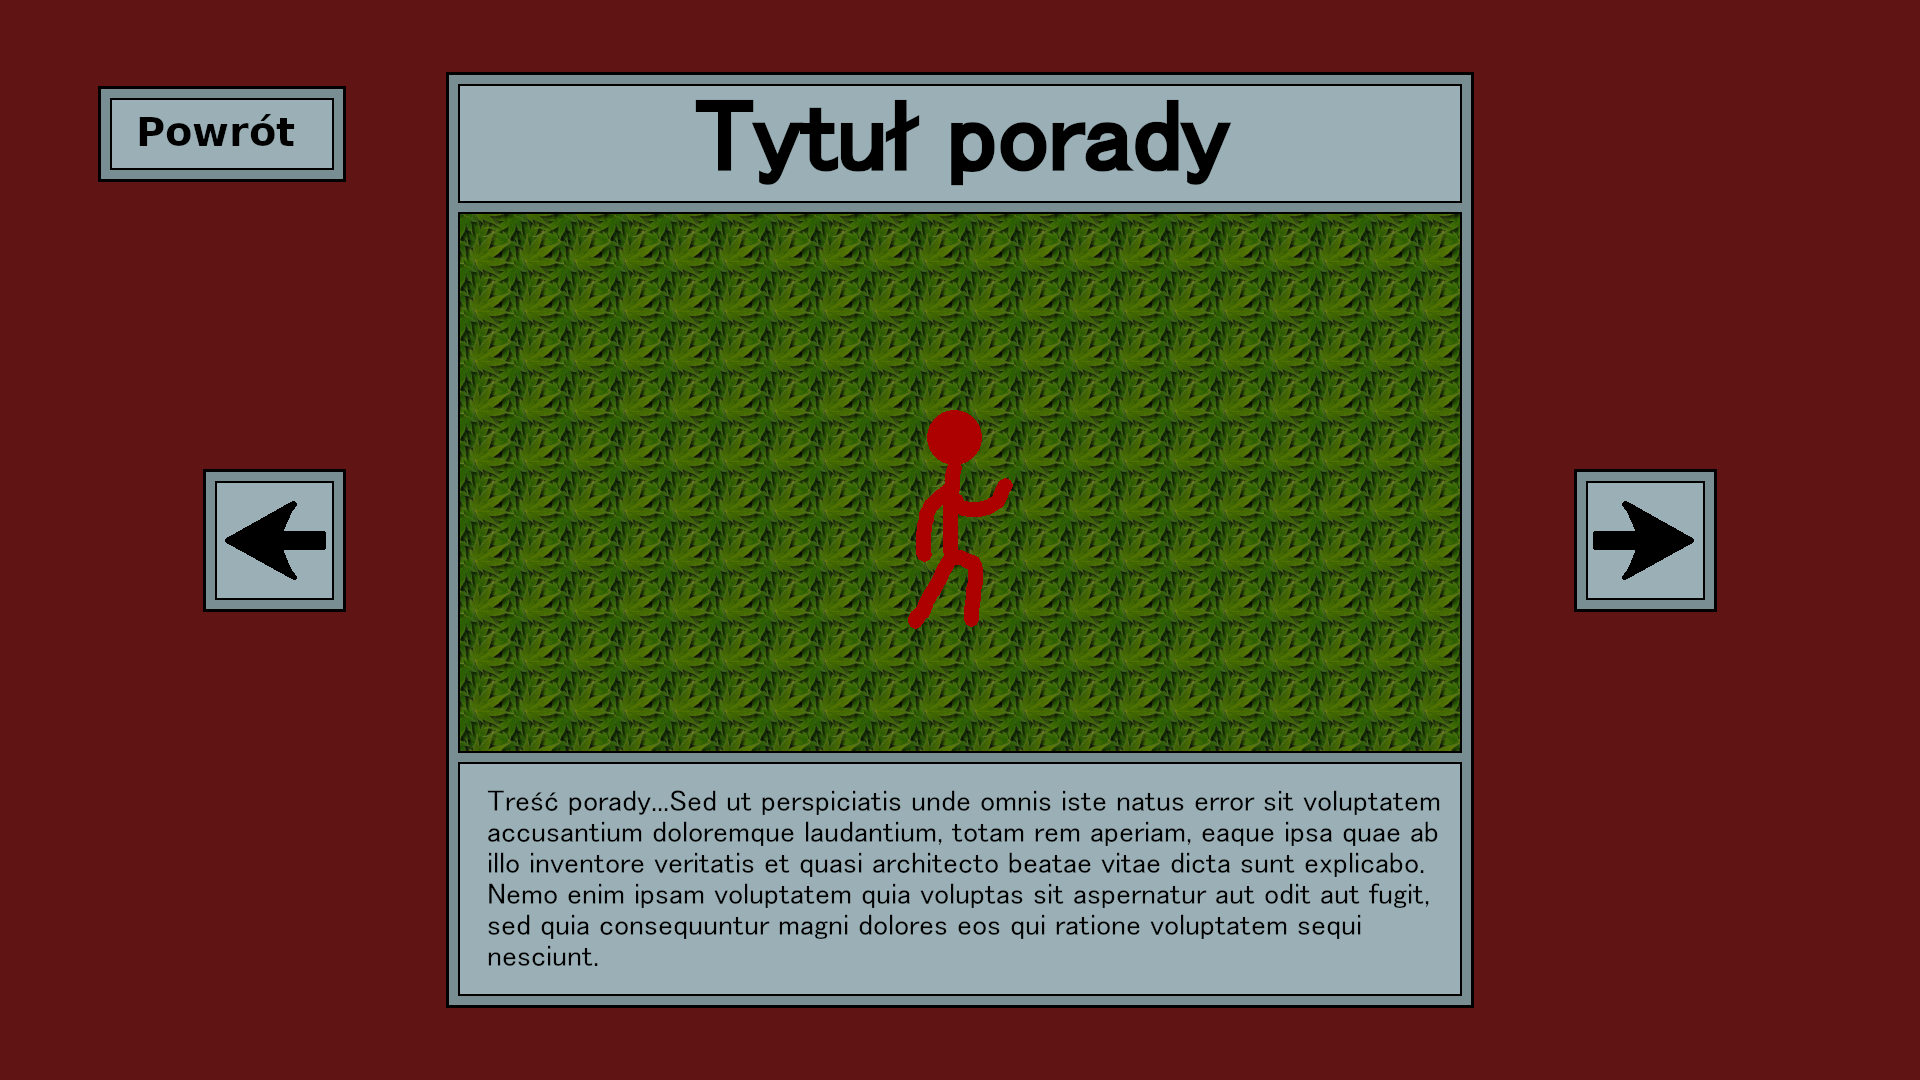 Powrót
Tytuł porady
Treść porady...Sed ut perspiciatis unde omnis iste natus error sit voluptatem
accusantium doloremque laudantium, totam rem aperiam, eaque ipsa quae ab
illo inventore veritatis et quasi architecto beatae vitae dicta sunt explicabo.
Nemo enim ipsam voluptatem quia voluptas sit aspernatur aut odit aut fugit,
sed quia consequuntur magni dolores eos qui ratione voluptatem sequi
nesciunt.